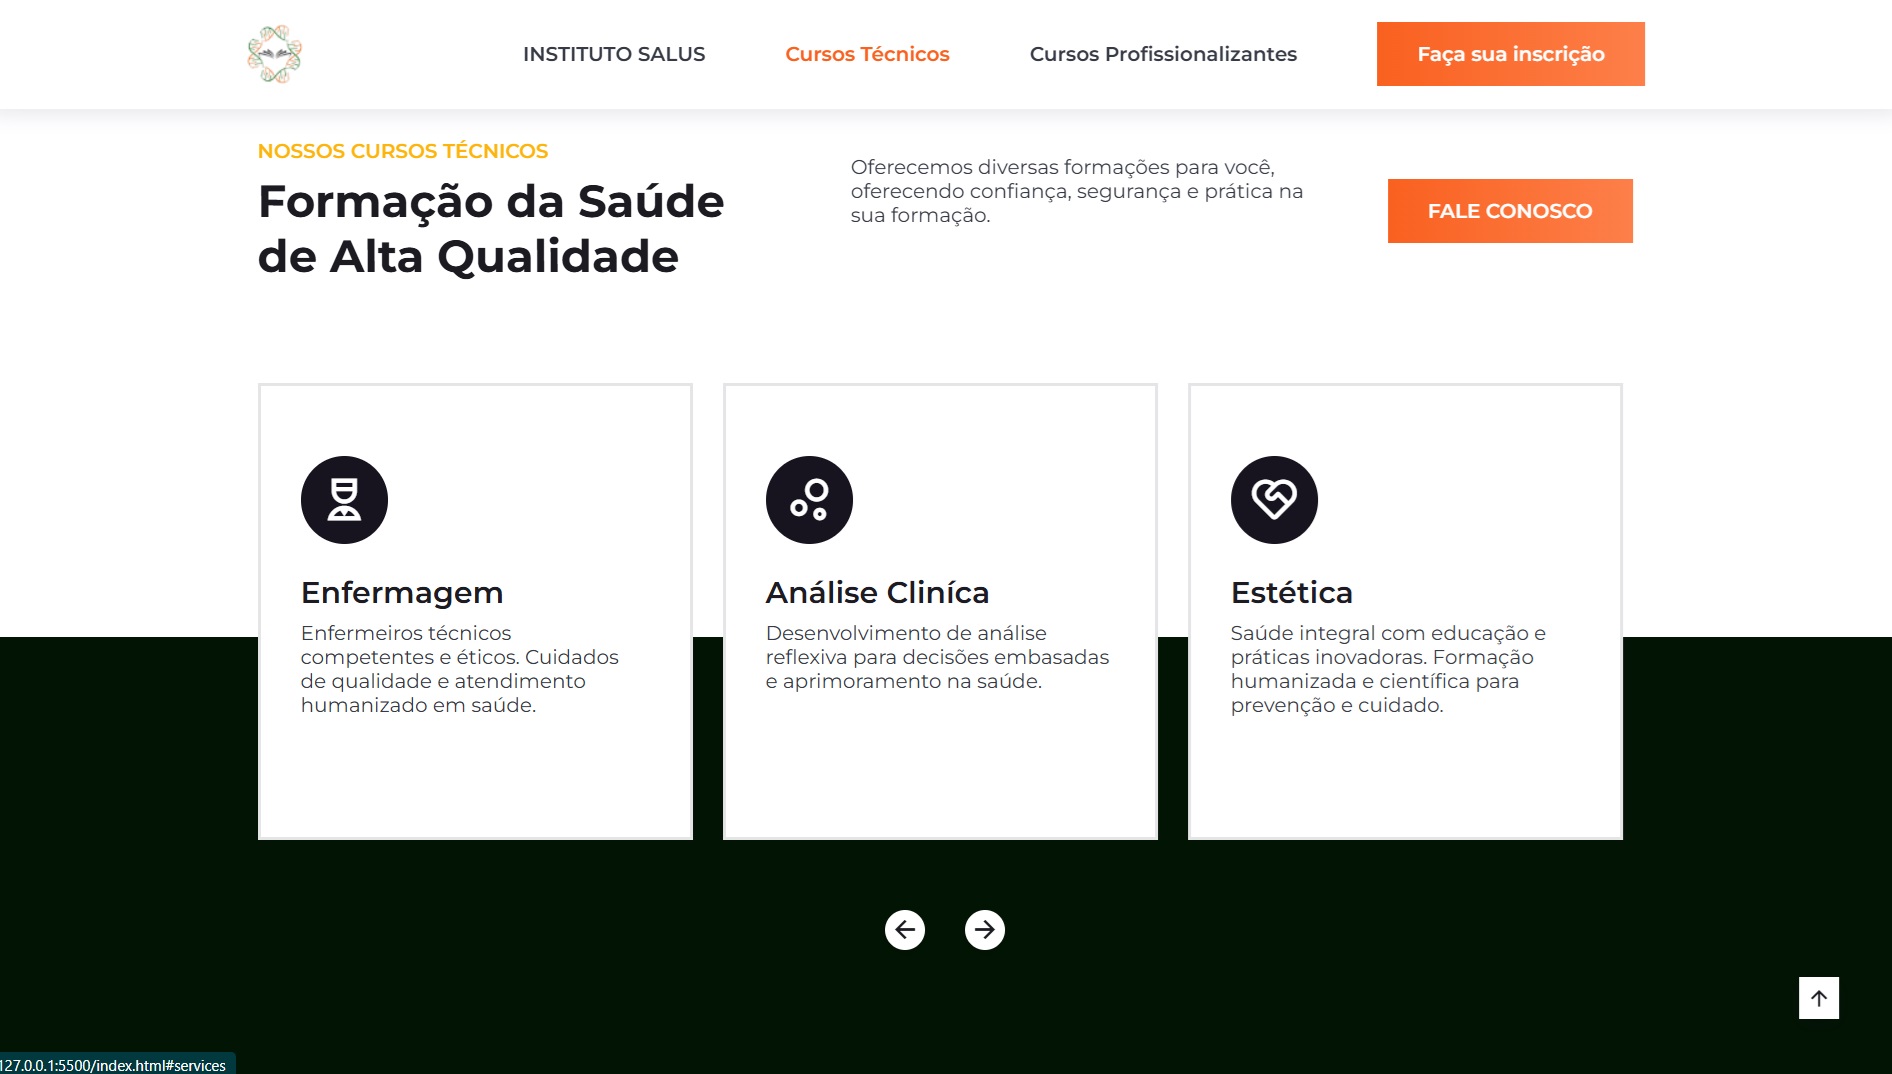 INSTITUTO SALUS
Cursos Técnicos
Cursos Profissionalizantes
Faça sua inscrição
NOSSOS CURSOS TÉCNICOS
Formação da Saúde
de Alta Qualidade
Oferecemos diversas formações para você,
oferecendo confiança, segurança e prática na
sua formação.
FALE CONOSCO
Enfermagem
Enfermeiros técnicos
competentes e éticos. Cuidados
de qualidade e atendimento
humanizado em saúde.
Análise Cliníca
Desenvolvimento de análise
reflexiva para decisões embasadas
e aprimoramento na saúde.
Estética
Saúde integral com educação e
práticas inovadoras. Formação
humanizada e científica para
prevenção e cuidado.
127.0.0.1:5500/index.html#services